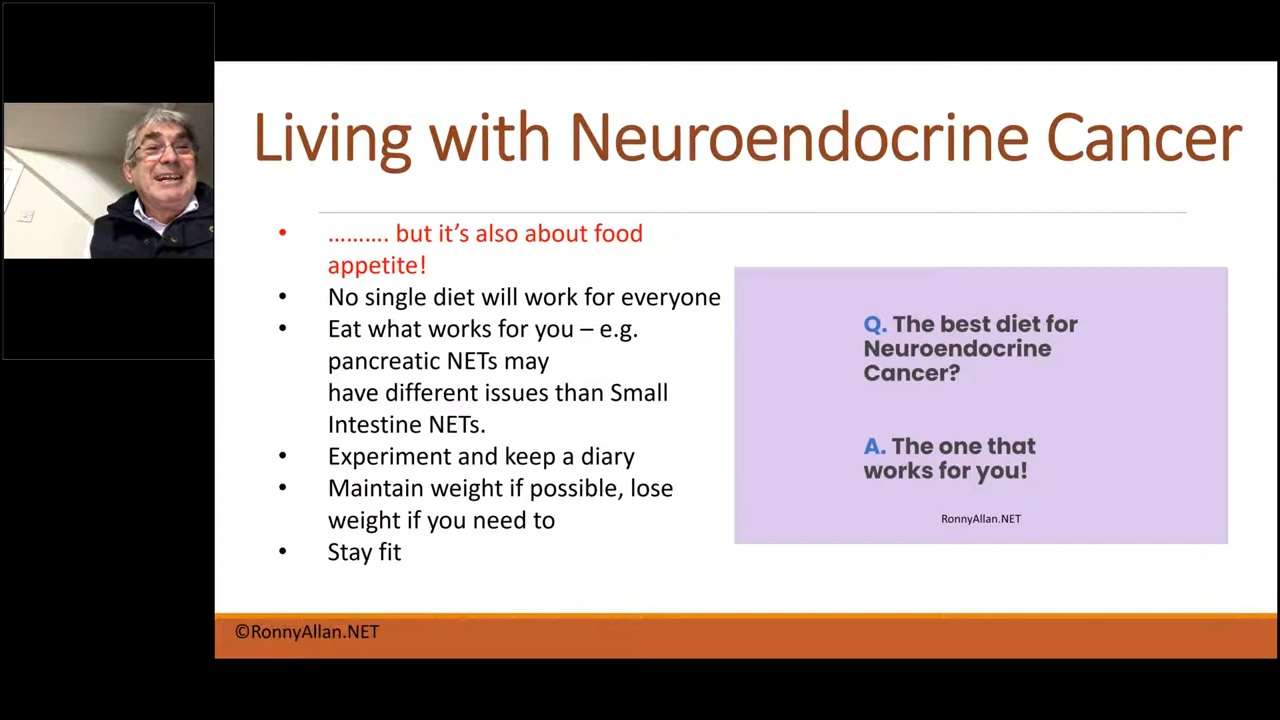 Living with Neuroendocrine Cancer
• ………. but it's also about food
appetite!
• No single diet will work for everyone
• Eat what works for you – e.g.
pancreatic NETs may
have different issues than Small
Intestine NETs.
• Experiment and keep a diary
• Maintain weight if possible, lose
weight if you need to
• Stay fit
Q. The best diet for
Neuroendocrine
Cancer?
A. The one that
works for you!
RonnyAllan.NET
©RonnyAllan.NET